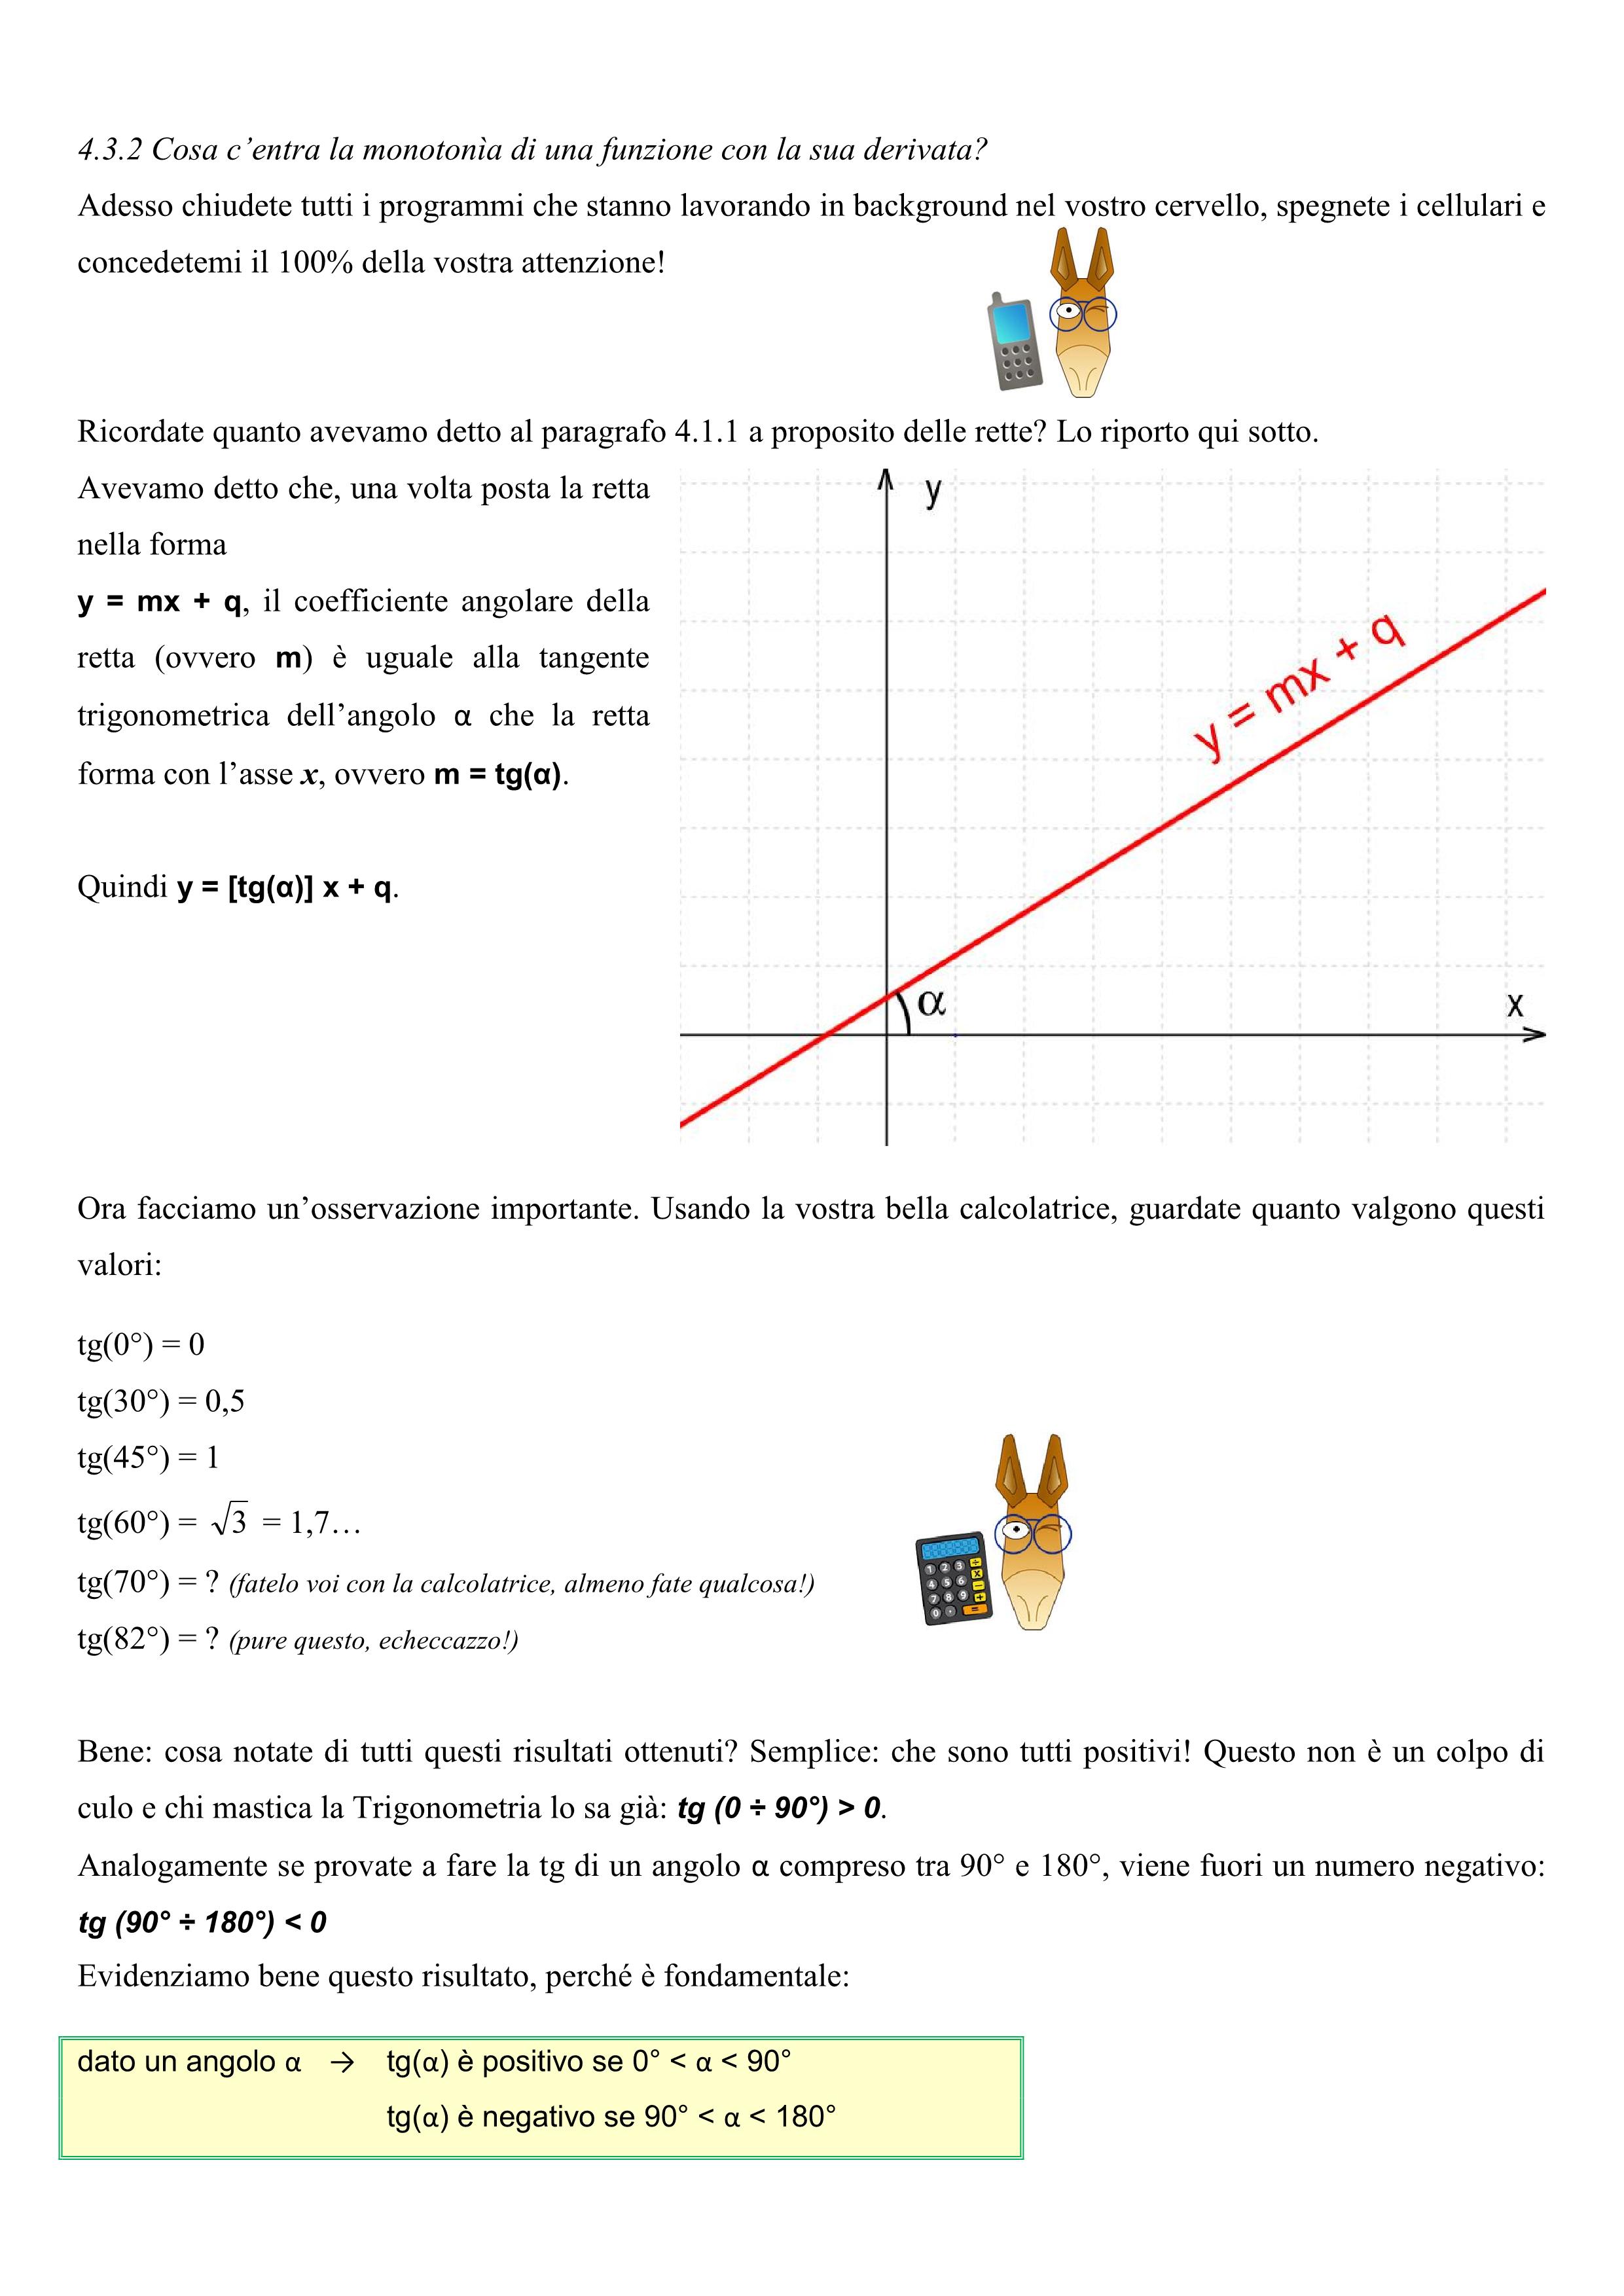 4.3.2 Cosa c’entra la monotonìa di una funzione con la sua derivata?
Adesso chiudete tutti i programmi che stanno lavorando in background nel vostro cervello, spegnete i cellulari e
concedetemi il 100% della vostra attenzione!
Ricordate quanto avevamo detto al paragrafo 4.1.1 a proposito delle rette? Lo riporto qui sotto.
Avevamo detto che, una volta posta la retta
nella forma
y = mx + q, il coefficiente angolare della
retta (ovvero m) è uguale alla tangente
trigonometrica dell’angolo α che la retta
forma con l’asse x, ovvero m = tg(α).
Quindi y = [tg(α)] x + q.
y
y = mx + q
α
x
Ora facciamo un’osservazione importante. Usando la vostra bella calcolatrice, guardate quanto valgono questi
valori:
tg(0°) = 0
tg(30°) = 0,5
tg(45°) = 1
tg(60°) = √3 = 1,7…
tg(70°) = ? (fatelo voi con la calcolatrice, almeno fate qualcosa!)
tg(82°) = ? (pure questo, echeccazzo!)
Bene: cosa notate di tutti questi risultati ottenuti? Semplice: che sono tutti positivi! Questo non è un colpo di
culo e chi mastica la Trigonometria lo sa già: tg (0 ÷ 90°) > 0.
Analogamente se provate a fare la tg di un angolo α compreso tra 90° e 180°, viene fuori un numero negativo:
tg (90° ÷ 180°) < 0
Evidenziamo bene questo risultato, perché è fondamentale:
dato un angolo α → tg(α) è positivo se 0° < α < 90°
tg(α) è negativo se 90° < α < 180°